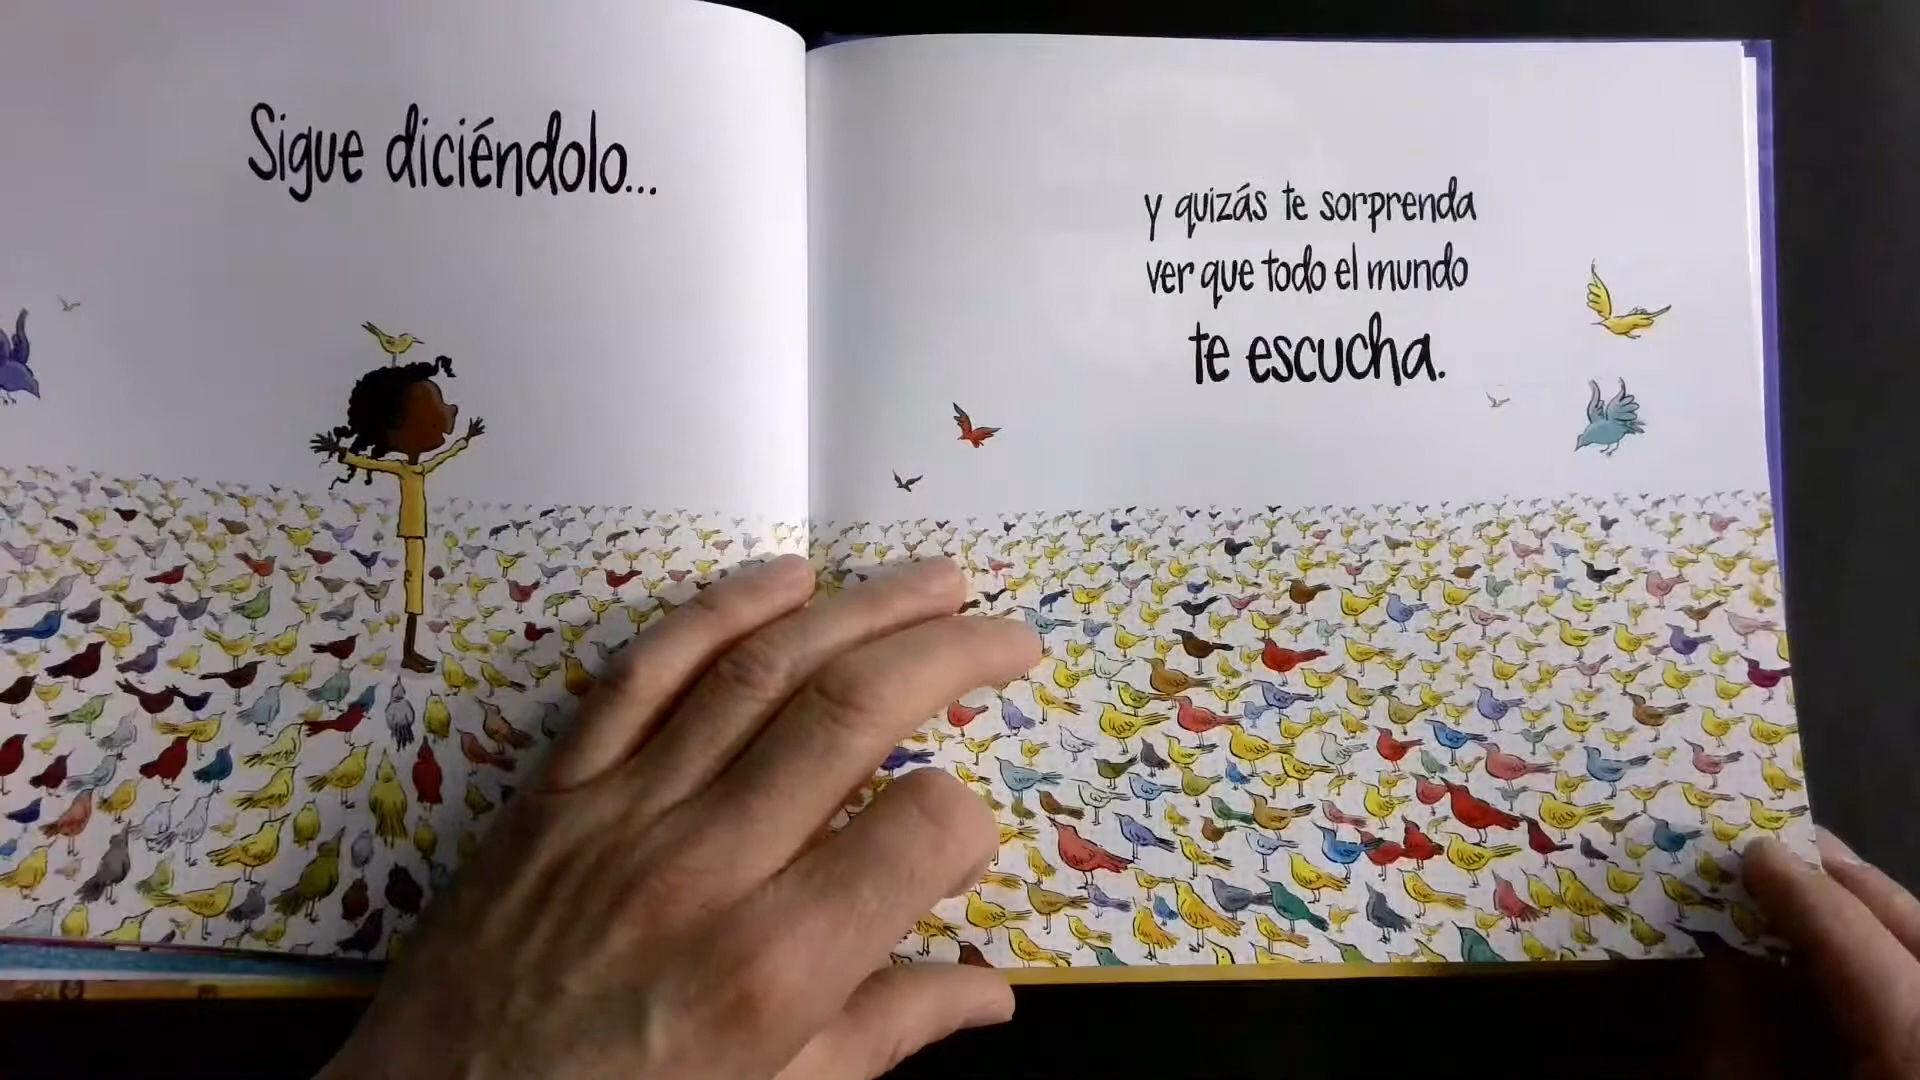 Sigue diciéndolo...
y quizás te sorprenda
ver que todo el mundo
te escucha.